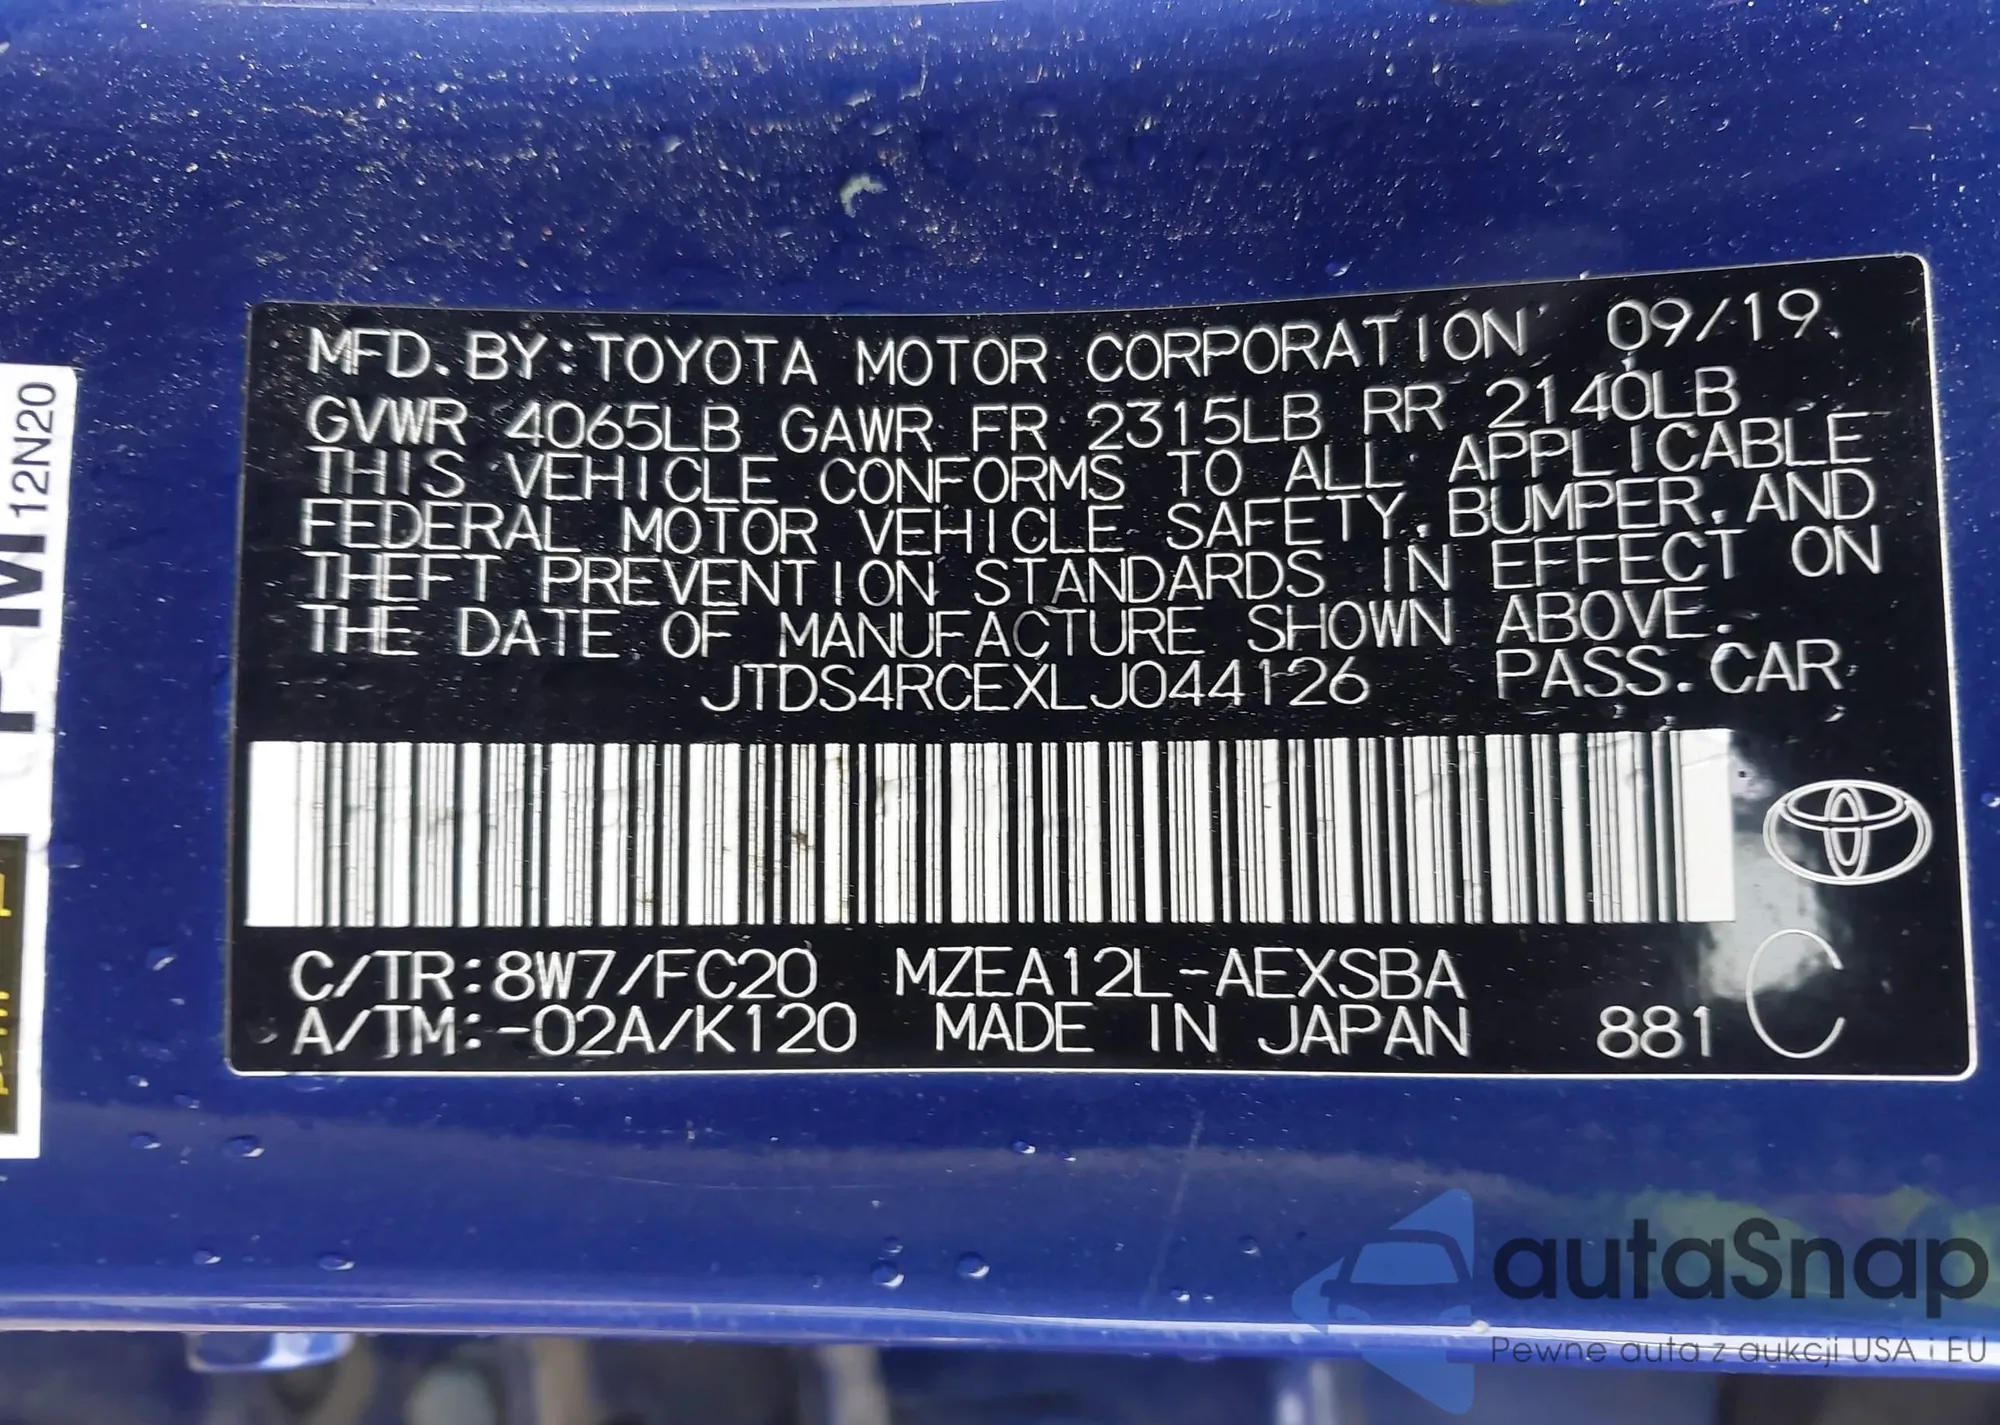 MFD. BY: TOYOTA MOTOR CORPORATION 09/19
GVWR 4065LB GAWR FR 2315LB RR 2140LB
THIS VEHICLE CONFORMS TO ALL APPLICABLE
FEDERAL MOTOR VEHICLE SAFETY, BUMPER, AND
THEFT PREVENTION STANDARDS IN EFFECT ON
THE DATE OF MANUFACTURE SHOWN ABOVE.
JTDS4RCEXLJ044126 PASS. CAR
C/TR: 8W7/FC20 MZEA12L-AEXSBA
A/TM: -02A/K120 MADE IN JAPAN 881 C
12N20
autaSnap
Pewne auta z aukcji USA i EU